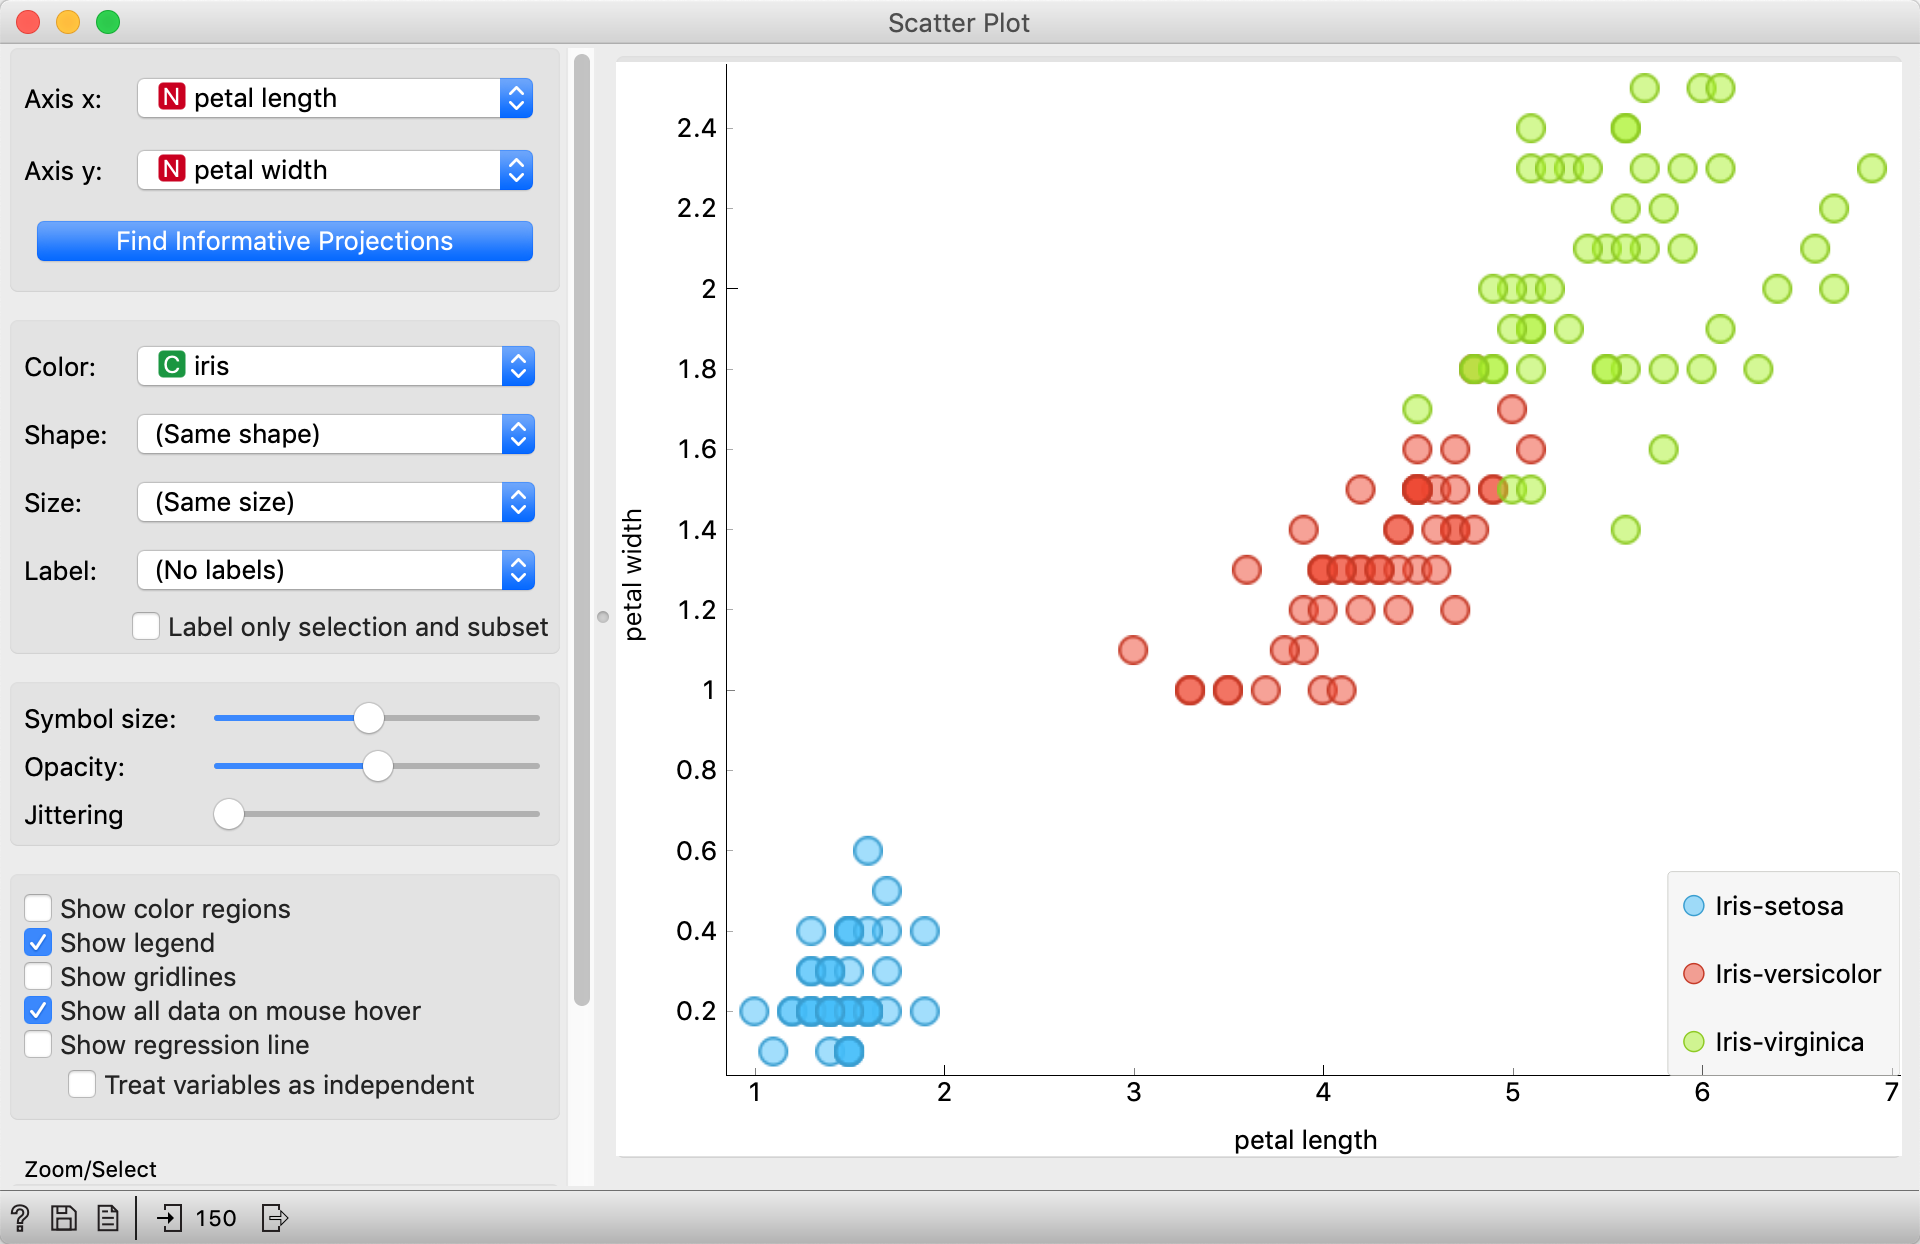 Scatter Plot
Axis x: N petal length
Axis y: N petal width
Find Informative Projections
Color: C iris
Shape: (Same shape)
Size: (Same size)
Label: (No labels)
Label only selection and subset
Symbol size:
Opacity:
Jittering
Show color regions
Show legend
Show gridlines
Show all data on mouse hover
Show regression line
Treat variables as independent
Zoom/Select
? 150
petal width
2.4
2.2
2
1.8
1.6
1.4
1.2
1
0.8
0.6
0.4
0.2
1 2 3 4 5 6 7
petal length
Iris-setosa
Iris-versicolor
Iris-virginica